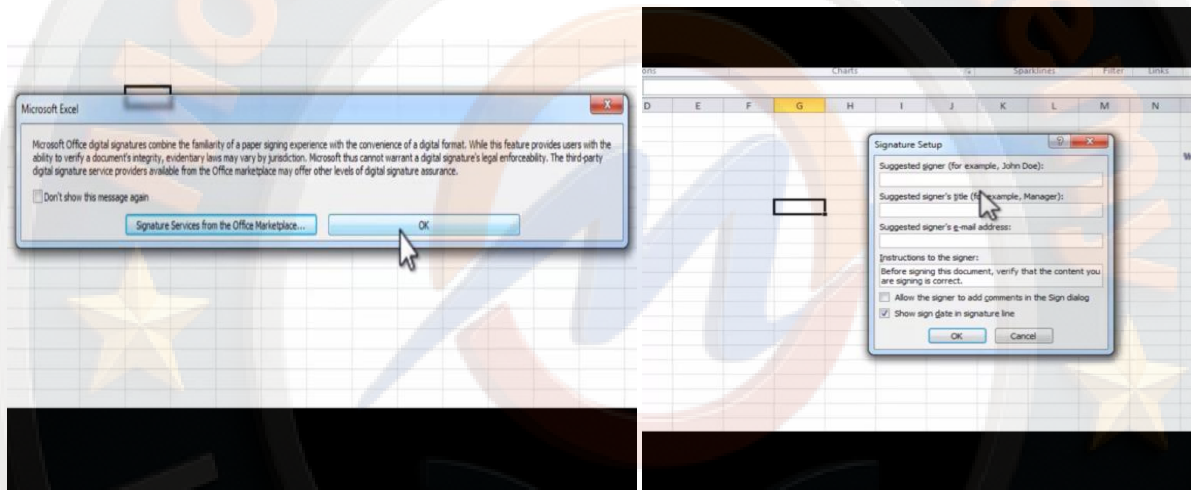 Microsoft Excel
Microsoft Office digital signatures combine the familiarity of a paper signing experience with the convenience of a digital format. While this feature provides users with the
ability to verify a document's integrity, evidentiary laws may vary by jurisdiction. Microsoft thus cannot warrant a digital signature's legal enforceability. The third-party
digital signature service providers available from the Office marketplace may offer other levels of digital signature assurance.
Don't show this message again
Signature Services from the Office Marketplace...
OK
Charts
Sparklines
Filter
Links
D E F G H I J K L M N
Signature Setup
Suggested signer (for example, John Doe):
Suggested signer's title (for example, Manager):
Suggested signer's e-mail address:
Instructions to the signer:
Before signing this document, verify that the content you
are signing is correct.
Allow the signer to add comments in the Sign dialog
Show sign date in signature line
OK
Cancel